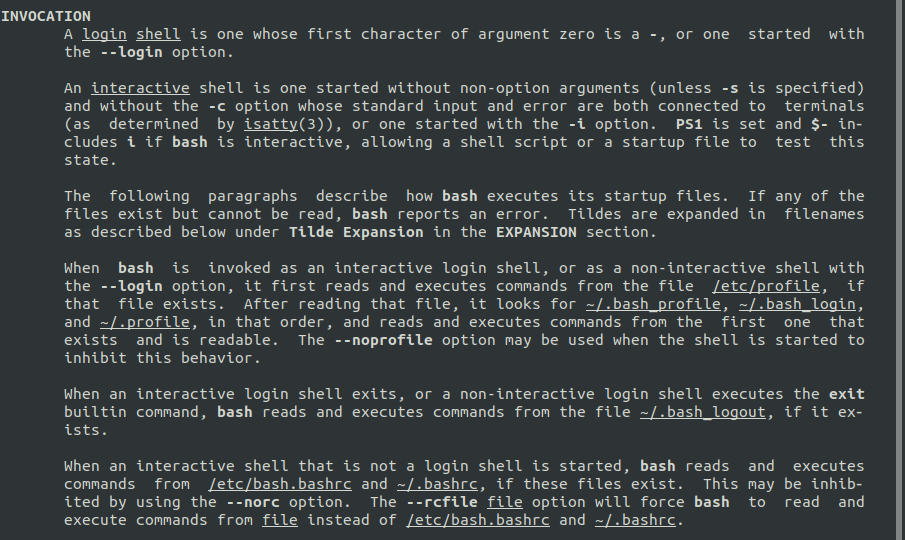 INVOCATION
A login shell is one whose first character of argument zero is a -, or one started with
the --login option.
An interactive shell is one started without non-option arguments (unless -s is specified)
and without the -c option whose standard input and error are both connected to terminals
(as determined by isatty(3)), or one started with the -i option. PS1 is set and $- in-
cludes i if bash is interactive, allowing a shell script or a startup file to test this
state.
The following paragraphs describe how bash executes its startup files. If any of the
files exist but cannot be read, bash reports an error. Tildes are expanded in filenames
as described below under Tilde Expansion in the EXPANSION section.
When bash is invoked as an interactive login shell, or as a non-interactive shell with
the --login option, it first reads and executes commands from the file /etc/profile, if
that file exists. After reading that file, it looks for ~/.bash_profile, ~/.bash_login,
and ~/.profile, in that order, and reads and executes commands from the first one that
exists and is readable. The --noprofile option may be used when the shell is started to
inhibit this behavior.
When an interactive login shell exits, or a non-interactive login shell executes the exit
builtin command, bash reads and executes commands from the file ~/.bash_logout, if it ex-
ists.
When an interactive shell that is not a login shell is started, bash reads and executes
commands from /etc/bash.bashrc and ~/.bashrc, if these files exist. This may be inhib-
ited by using the --norc option. The --rcfile file option will force bash to read and
execute commands from file instead of /etc/bash.bashrc and ~/.bashrc.